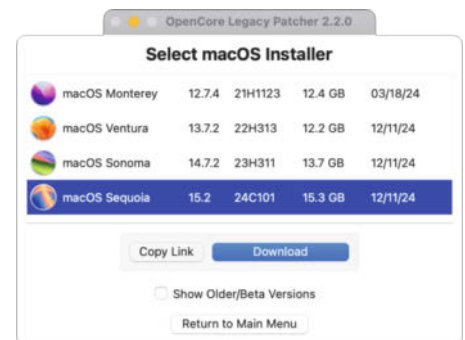 OpenCore Legacy Patcher 2.2.0
Select macOS Installer
macOS Monterey 12.7.4 21H1123 12.4 GB 03/18/24
macOS Ventura 13.7.2 22H313 12.2 GB 12/11/24
macOS Sonoma 14.7.2 23H311 13.7 GB 12/11/24
macOS Sequoia 15.2 24C101 15.3 GB 12/11/24
Copy Link Download
Show Older/Beta Versions
Return to Main Menu